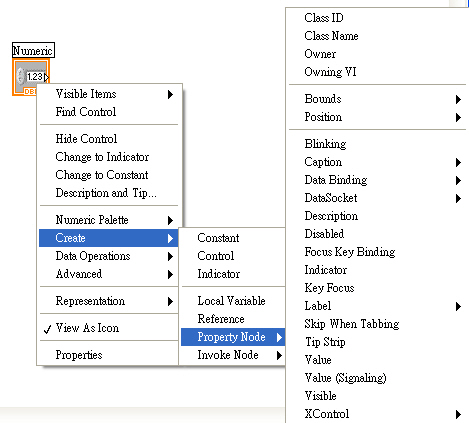 Numeric
1.23
Visible Items
Find Control
Hide Control
Change to Indicator
Change to Constant
Description and Tip...
Numeric Palette
Create
Data Operations
Advanced
Representation
View As Icon
Properties
Constant
Control
Indicator
Local Variable
Reference
Property Node
Invoke Node
Class ID
Class Name
Owner
Owning VI
Bounds
Position
Blinking
Caption
Data Binding
DataSocket
Description
Disabled
Focus Key Binding
Indicator
Key Focus
Label
Skip When Tabbing
Tip Strip
Value
Value (Signaling)
Visible
XControl